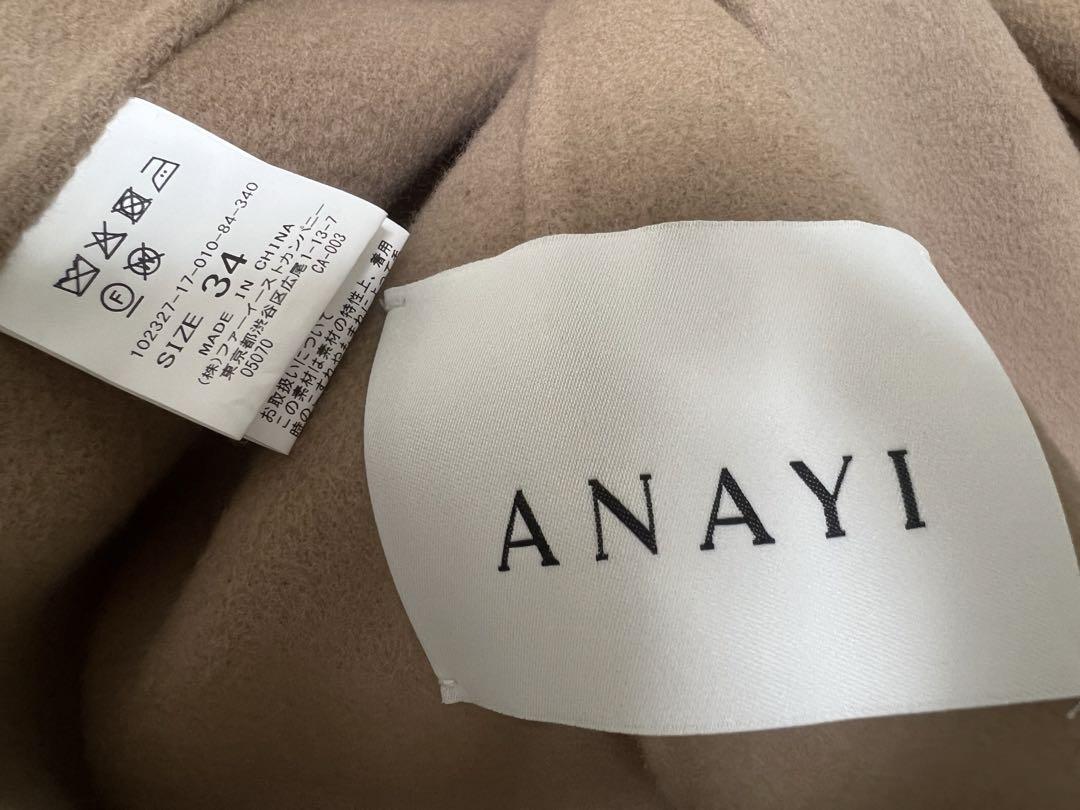 102327-17-010-84-340
SIZE 34
MADE IN CHINA
(株)ファーイーストカンパニー
東京都渋谷区広尾1-13-7
05070 CA-003
お取扱いについて
この素材は素材の特性上、着用
ANAYI